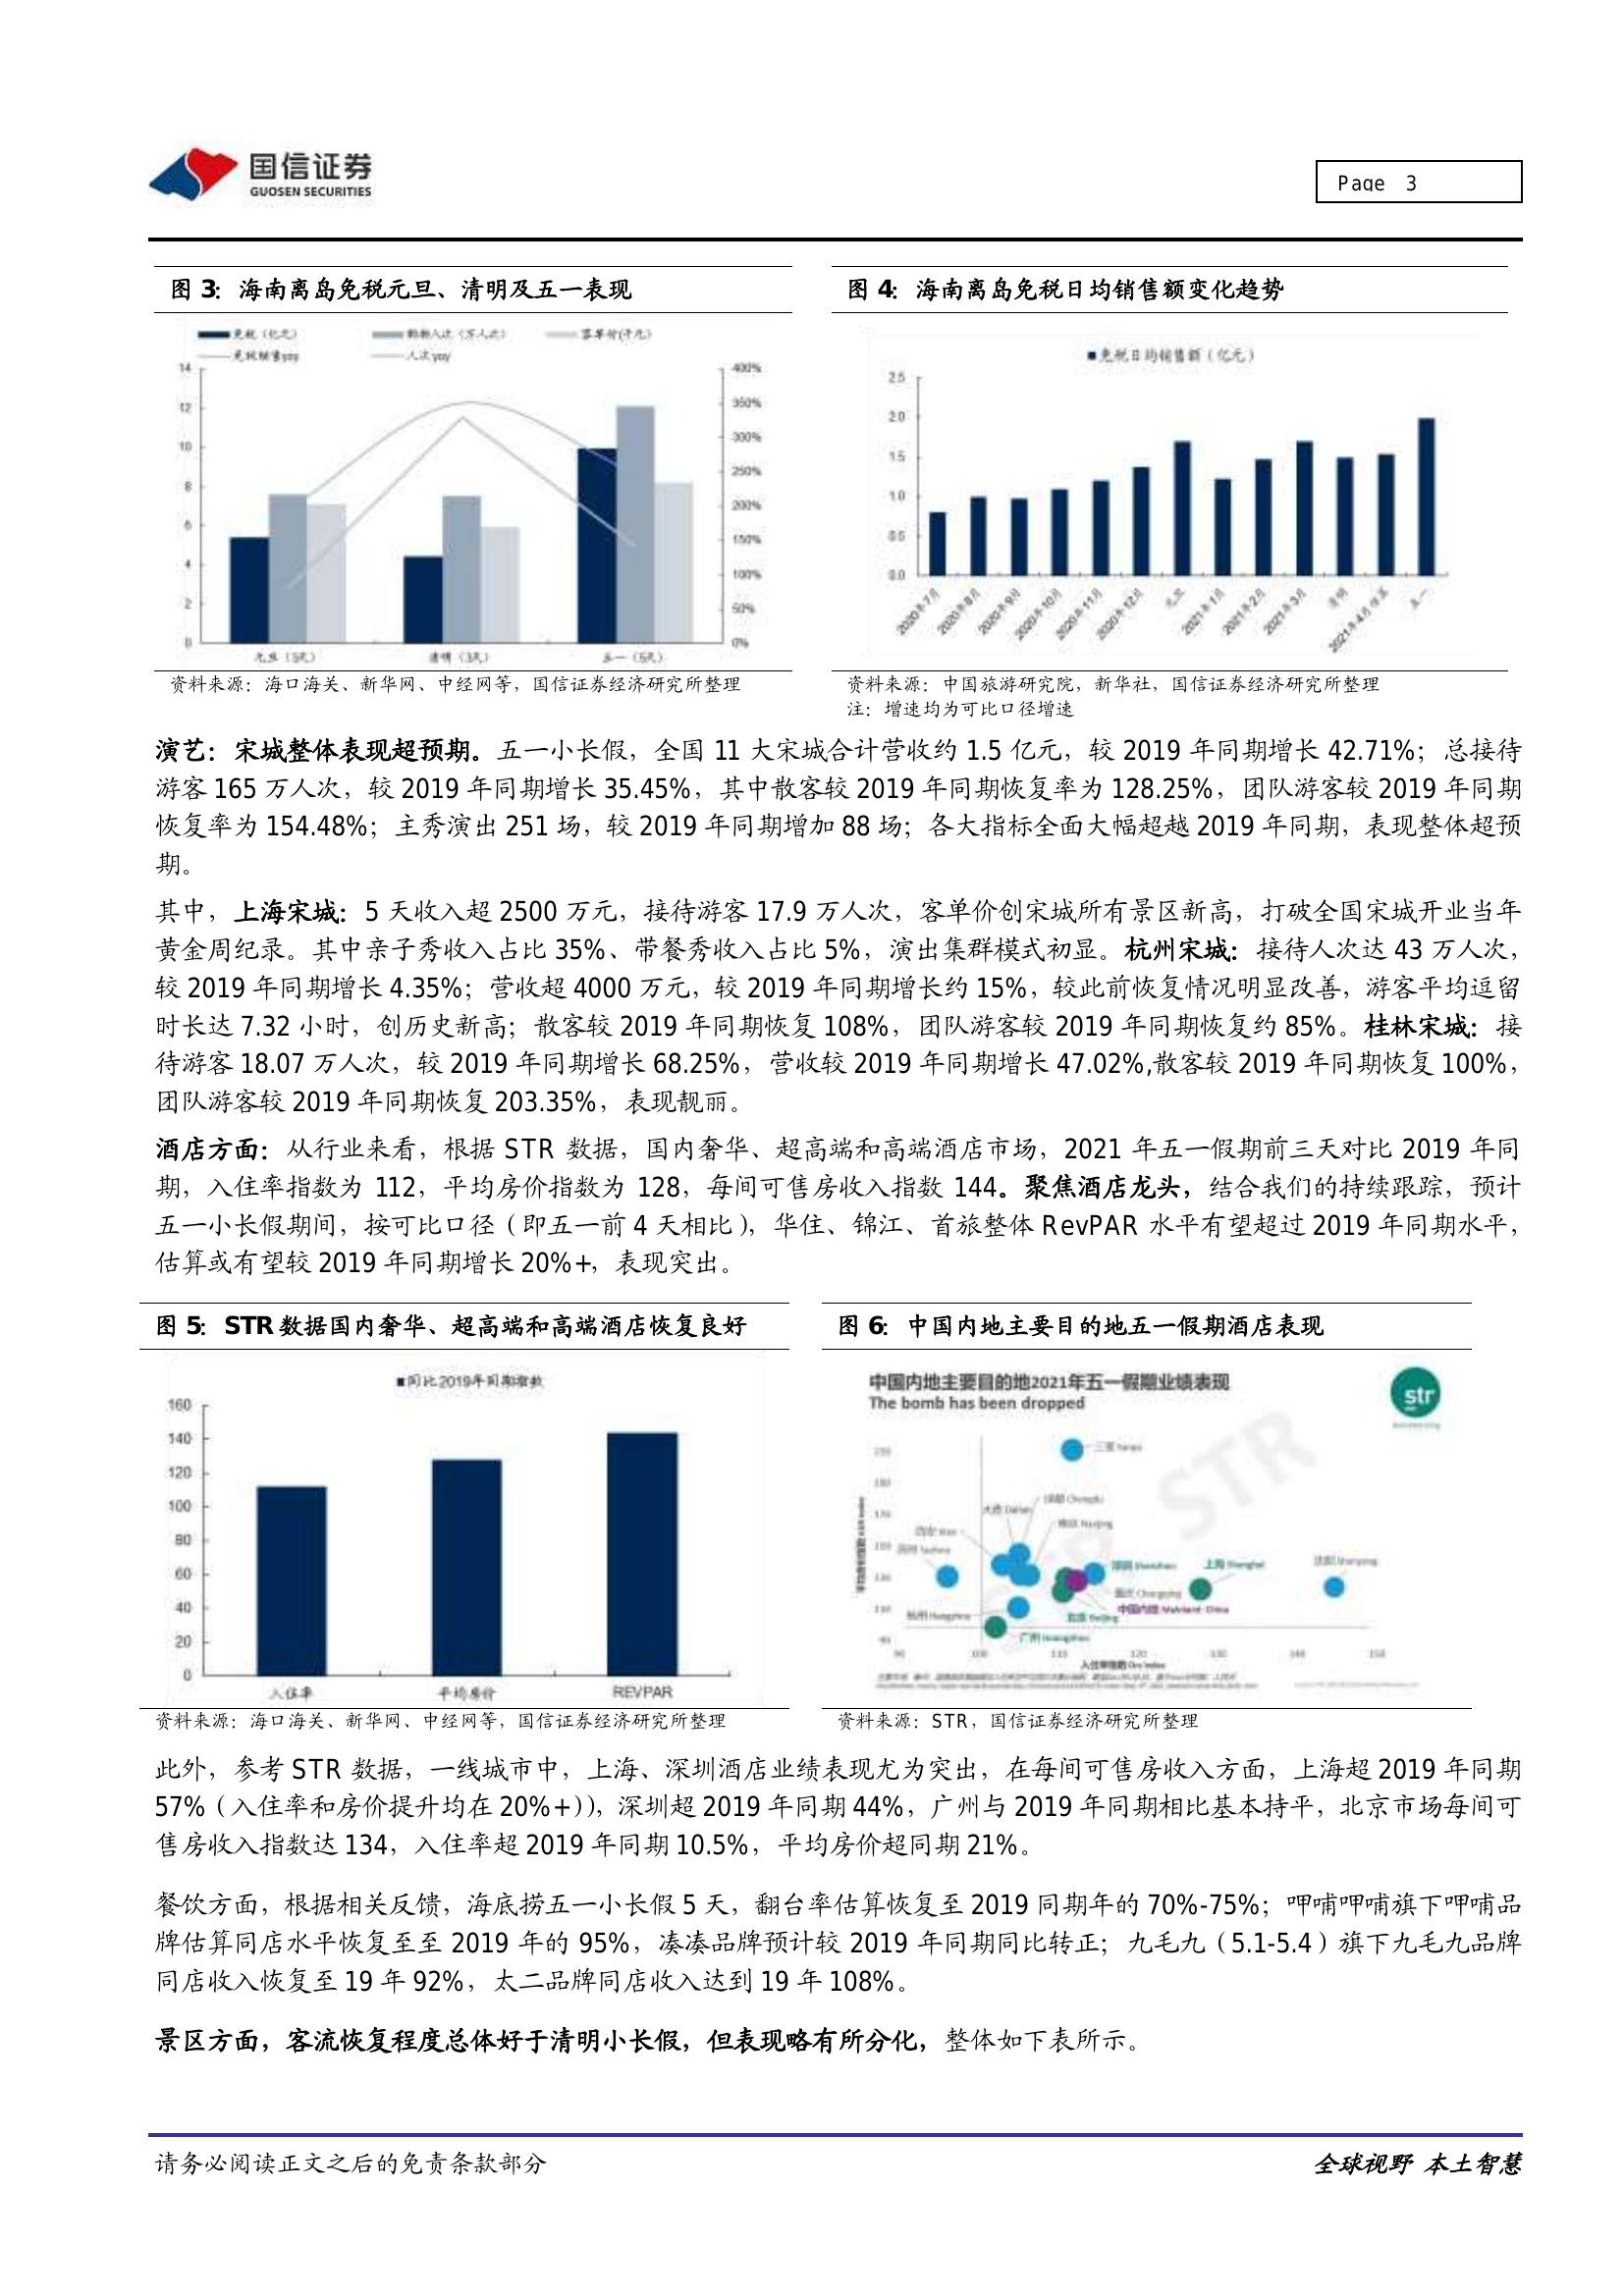 国信证券
GUOSEN SECURITIES
Page 3
图 3：海南离岛免税元旦、清明及五一表现
免税（亿元）
购物人次（万人次）
客单价(千元)
免税销售yoy
人次yoy
14
12
10
8
6
4
2
0
400%
350%
300%
250%
200%
150%
100%
50%
0%
元旦（3天）
清明（3天）
五一（5天）
资料来源：海口海关、新华网、中经网等，国信证券经济研究所整理
图 4：海南离岛免税日均销售额变化趋势
■免税日均销售额（亿元）
2.5
2.0
1.5
1.0
0.5
0.0
2020年7月
2020年8月
2020年9月
2020年10月
2020年11月
2020年12月
元旦
2021年1月
2021年2月
2021年3月
清明
五一
资料来源：中国旅游研究院，新华社，国信证券经济研究所整理
注：增速均为可比口径增速
演艺：宋城整体表现超预期。五一小长假，全国 11 大宋城合计营收约 1.5 亿元，较 2019 年同期增长 42.71%；总接待
游客 165 万人次，较 2019 年同期增长 35.45%，其中散客较 2019 年同期恢复率为 128.25%，团队游客较 2019 年同期
恢复率为 154.48%；主秀演出 251 场，较 2019 年同期增加 88 场；各大指标全面大幅超越 2019 年同期，表现整体超预
期。
其中，上海宋城：5 天收入超 2500 万元，接待游客 17.9 万人次，客单价创宋城所有景区新高，打破全国宋城开业当年
黄金周纪录。其中亲子秀收入占比 35%、带餐秀收入占比 5%，演出集群模式初显。杭州宋城：接待人次达 43 万人次，
较 2019 年同期增长 4.35%；营收超 4000 万元，较 2019 年同期增长约 15%，较此前恢复情况明显改善，游客平均逗留
时长达 7.32 小时，创历史新高；散客较 2019 年同期恢复 108%，团队游客较 2019 年同期恢复约 85%。桂林宋城：接
待游客 18.07 万人次，较 2019 年同期增长 68.25%，营收较 2019 年同期增长 47.02%,散客较 2019 年同期恢复 100%，
团队游客较 2019 年同期恢复 203.35%，表现靓丽。
酒店方面：从行业来看，根据 STR 数据，国内奢华、超高端和高端酒店市场，2021 年五一假期前三天对比 2019 年同
期，入住率指数为 112，平均房价指数为 128，每间可售房收入指数 144。聚焦酒店龙头，结合我们的持续跟踪，预计
五一小长假期间，按可比口径（即五一前 4 天相比），华住、锦江、首旅整体 RevPAR 水平有望超过 2019 年同期水平，
估算或有望较 2019 年同期增长 20%+，表现突出。
图 5：STR 数据国内奢华、超高端和高端酒店恢复良好
■同比2019年同期指数
160
140
120
100
80
60
40
20
0
入住率
平均房价
REVPAR
资料来源：海口海关、新华网、中经网等，国信证券经济研究所整理
图 6：中国内地主要目的地五一假期酒店表现
中国内地主要目的地2021年五一假期业绩表现
The bomb has been dropped
str
STR
三亚 Sanya
成都 Chengdu
大连 Dalian
南京 Nanjing
西安 Xian
深圳 Shenzhen
上海 Shanghai
沈阳 Shenyang
重庆 Chongqing
中国内地 Mainland China
杭州 Hangzhou
北京 Beijing
广州 Guangzhou
入住率指数 Occ Index
资料来源：STR，国信证券经济研究所整理
此外，参考 STR 数据，一线城市中，上海、深圳酒店业绩表现尤为突出，在每间可售房收入方面，上海超 2019 年同期
57%（入住率和房价提升均在 20%+)），深圳超 2019 年同期 44%，广州与 2019 年同期相比基本持平，北京市场每间可
售房收入指数达 134，入住率超 2019 年同期 10.5%，平均房价超同期 21%。
餐饮方面，根据相关反馈，海底捞五一小长假 5 天，翻台率估算恢复至 2019 同期年的 70%-75%；呷哺呷哺旗下呷哺品
牌估算同店水平恢复至至 2019 年的 95%，凑凑品牌预计较 2019 年同期同比转正；九毛九（5.1-5.4）旗下九毛九品牌
同店收入恢复至 19 年 92%，太二品牌同店收入达到 19 年 108%。
景区方面，客流恢复程度总体好于清明小长假，但表现略有所分化，整体如下表所示。
请务必阅读正文之后的免责条款部分
全球视野 本土智慧